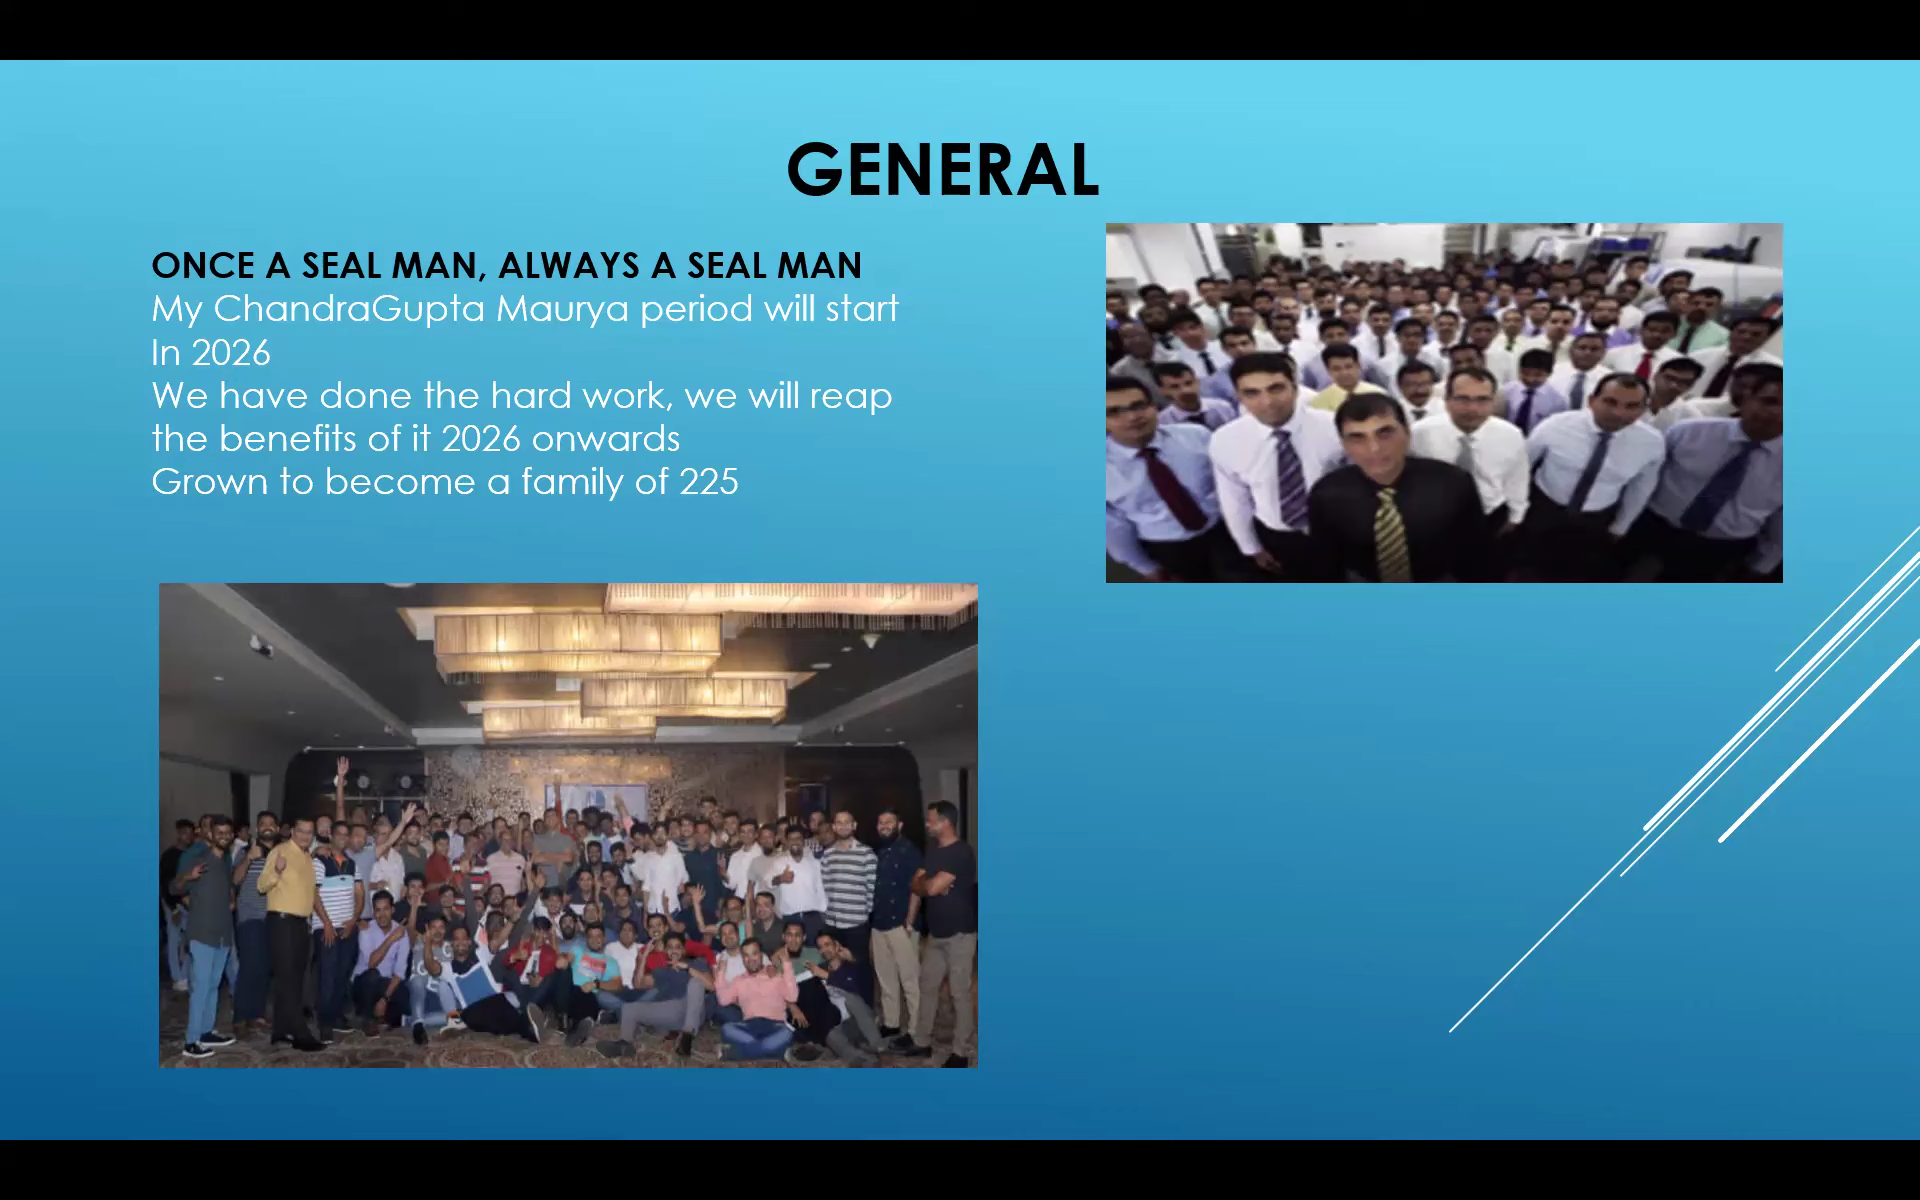 GENERAL
ONCE A SEAL MAN, ALWAYS A SEAL MAN
My ChandraGupta Maurya period will start
In 2026
We have done the hard work, we will reap
the benefits of it 2026 onwards
Grown to become a family of 225